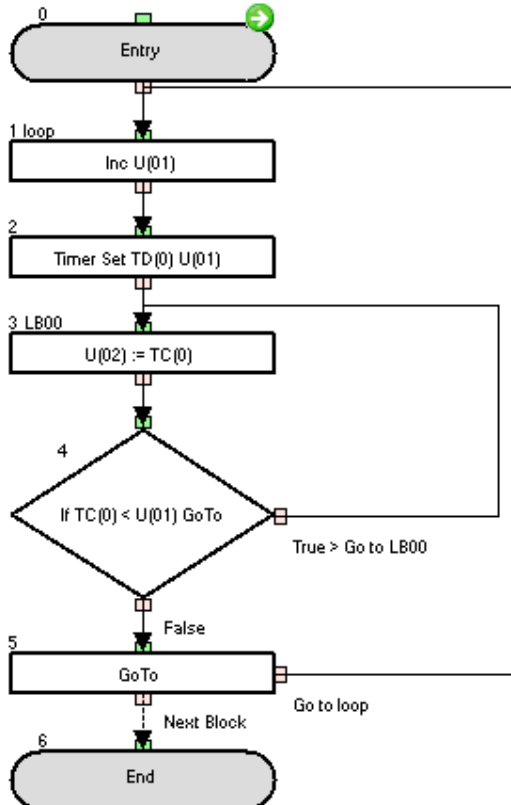 0
Entry
1 loop
Inc U(01)
2
Timer Set TD(0) U(01)
3 LB00
U(02) := TC(0)
4
If TC(0) < U(01) GoTo
True > Go to LB00
False
5
GoTo
Go to loop
Next Block
6
End